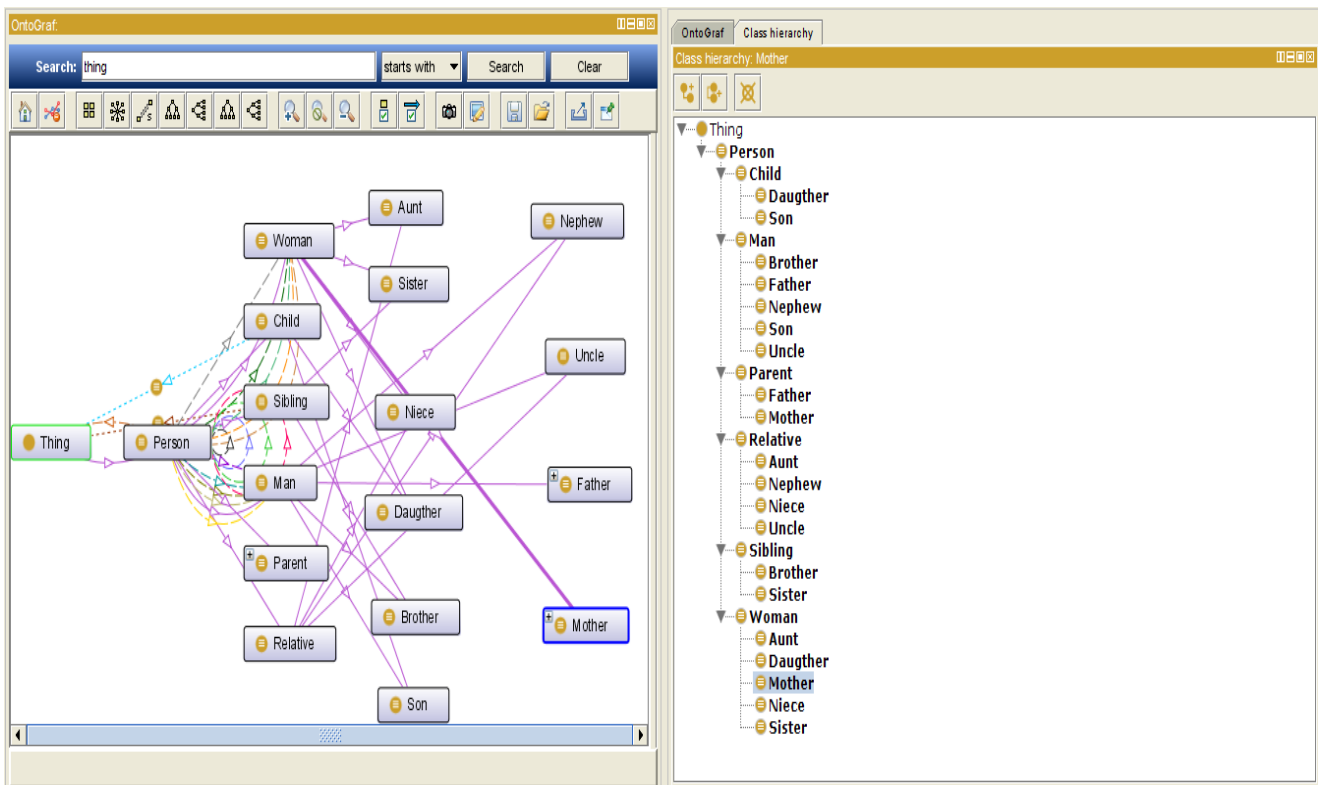 OntoGraf:
Search: thing starts with Search Clear
Aunt
Nephew
Woman
Sister
Child
Uncle
Sibling
Niece
Thing
Person
Man
Father
Daugther
Parent
Brother
Mother
Relative
Son
OntoGraf Class hierarchy
Class hierarchy: Mother
Thing
Person
Child
Daugther
Son
Man
Brother
Father
Nephew
Son
Uncle
Parent
Father
Mother
Relative
Aunt
Nephew
Niece
Uncle
Sibling
Brother
Sister
Woman
Aunt
Daugther
Mother
Niece
Sister